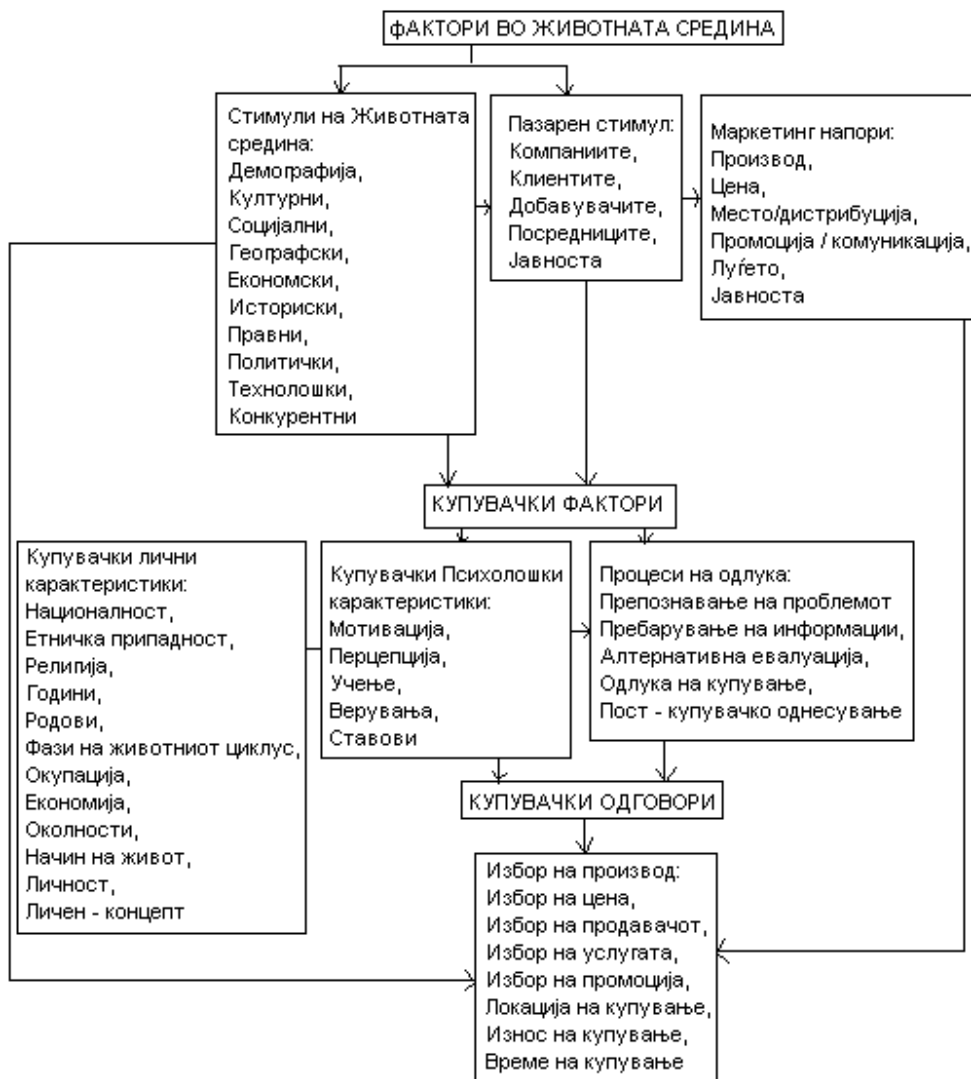 фАКТОРИ ВО ЖИВОТНАТА СРЕДИНА
Стимули на Животната
средина:
Демографија,
Културни,
Социјални,
Географски,
Економски,
Историски,
Правни,
Политички,
Технолошки,
Конкурентни
Пазарен стимул:
Компаниите,
Клиентите,
Добавувачите,
Посредниците,
Јавноста
Маркетинг напори:
Производ,
Цена,
Место/дистрибуција,
Промоција / комуникација,
Луѓето,
Јавноста
КУПУВАЧКИ ФАКТОРИ
Купувачки лични
карактеристики:
Националност,
Етничка припадност,
Религија,
Години,
Родови,
Фази на животниот циклус,
Окупација,
Економија,
Околности,
Начин на живот,
Личност,
Личен - концепт
Купувачки Психолошки
карактеристики:
Мотивација,
Перцепција,
Учење,
Верувања,
Ставови
Процеси на одлука:
Препознавање на проблемот
Пребарување на информации,
Алтернативна евалуација,
Одлука на купување,
Пост - купувачко однесување
КУПУВАЧКИ ОДГОВОРИ
Избор на производ:
Избор на цена,
Избор на продавачот,
Избор на услугата,
Избор на промоција,
Локација на купување,
Износ на купување,
Време на купување